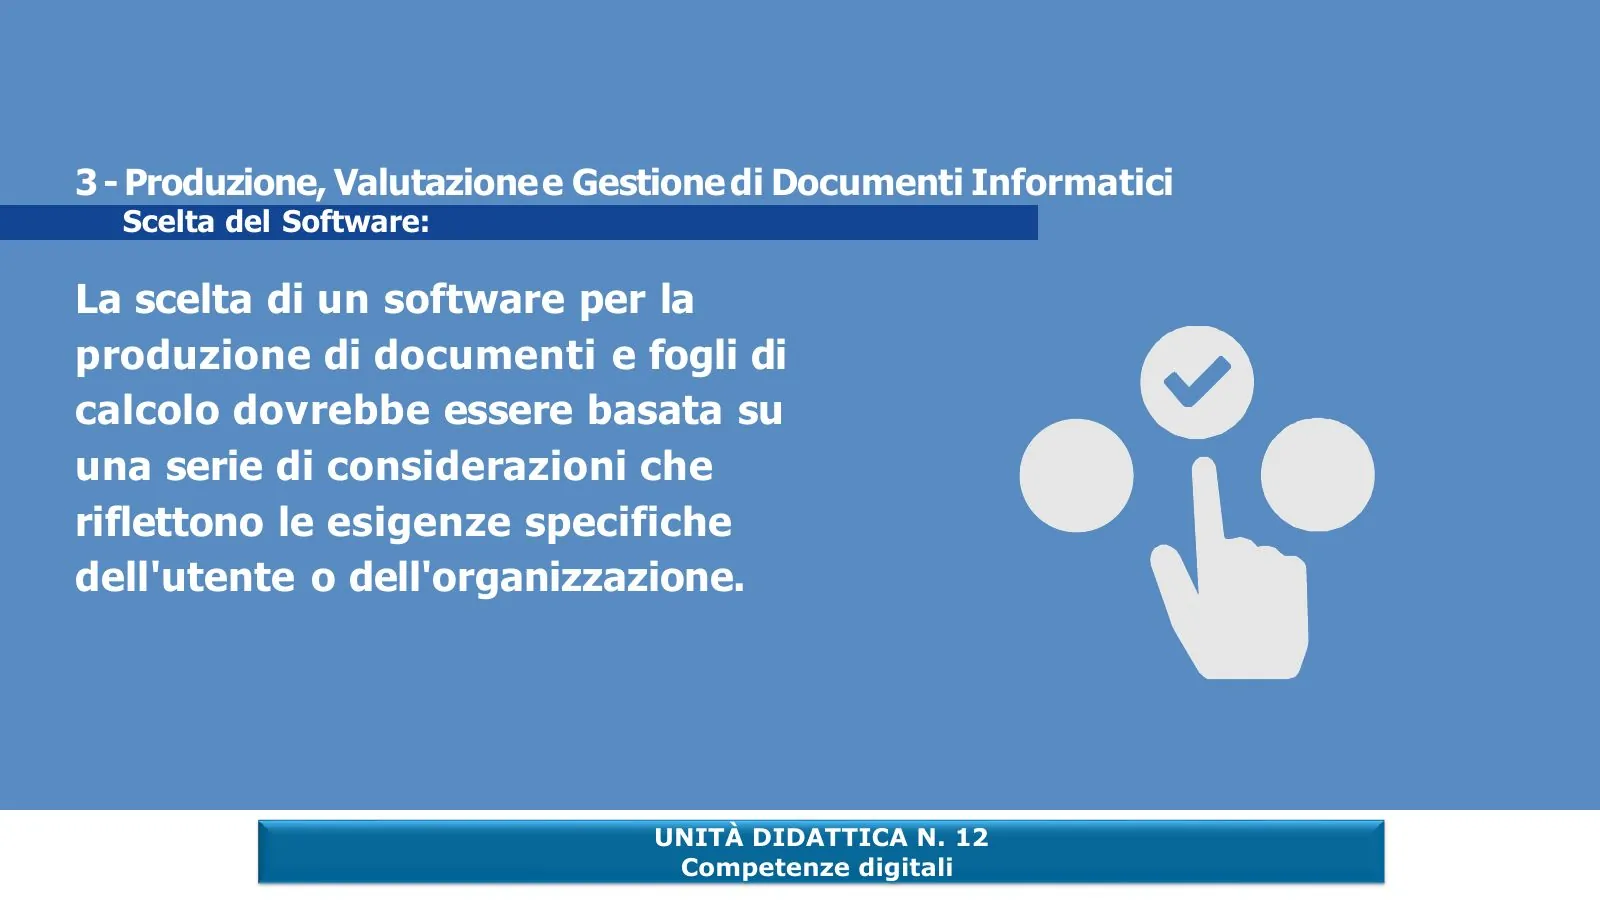 3 - Produzione, Valutazione e Gestione di Documenti Informatici
Scelta del Software:
La scelta di un software per la
produzione di documenti e fogli di
calcolo dovrebbe essere basata su
una serie di considerazioni che
riflettono le esigenze specifiche
dell'utente o dell'organizzazione.
UNITÀ DIDATTICA N. 12
Competenze digitali